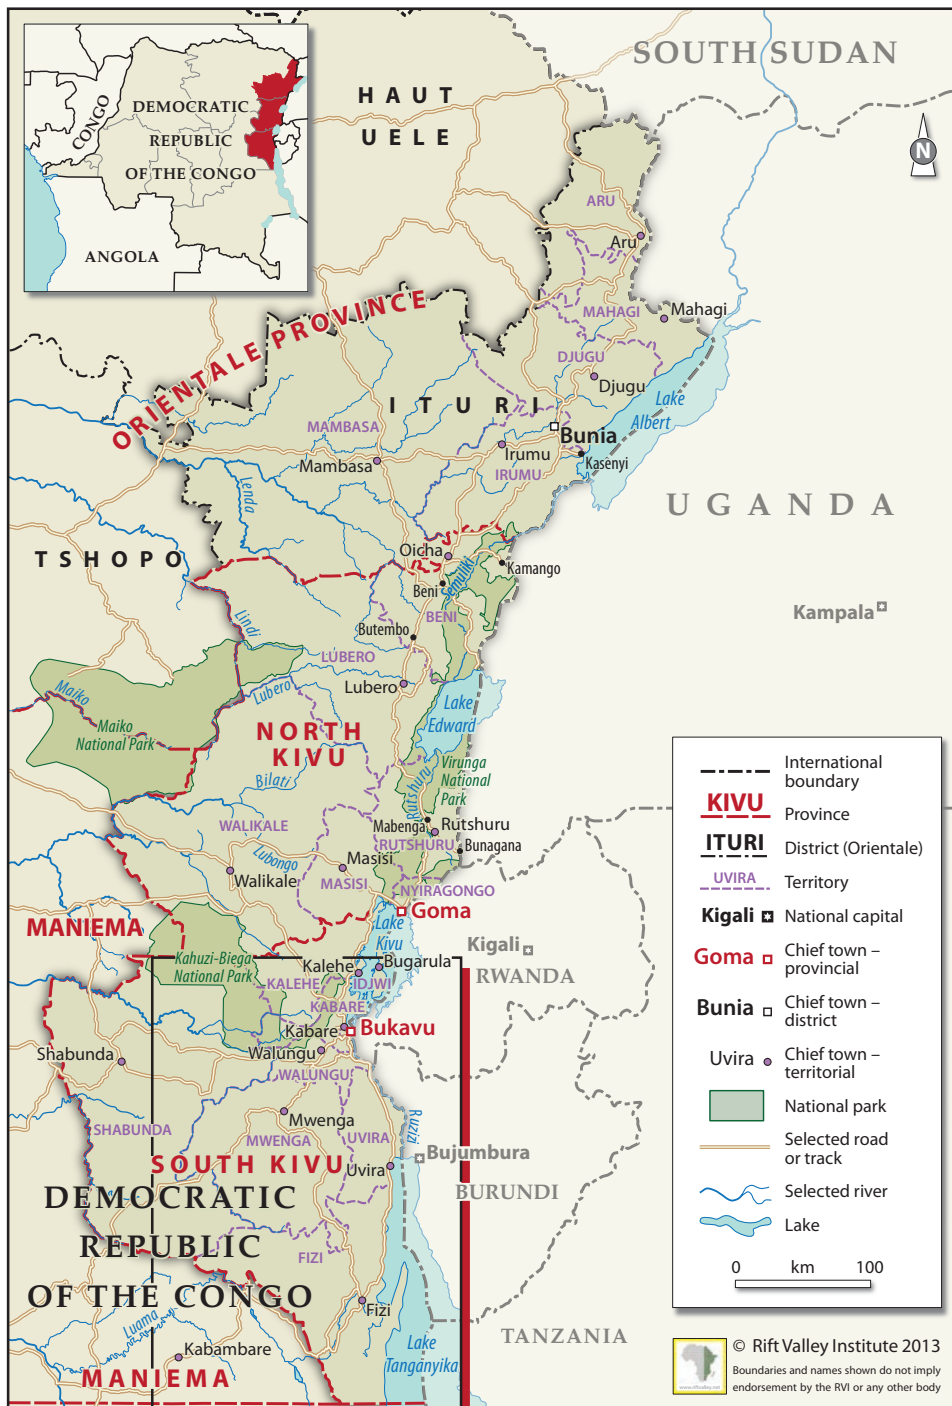 SOUTH SUDAN
HAUT
UELE
DEMOCRATIC
REPUBLIC
OF THE CONGO
CONGO
ANGOLA
N
ARU
Aru
ORIENTALE PROVINCE
MAHAGI
Mahagi
DJUGU
Djugu
Lake
Albert
ITURI
MAMBASA
Mambasa
Bunia
Irumu
IRUMU
Kasenyi
Lenda
UGANDA
TSHOPO
Oicha
Kamango
Semuliki
Beni
BENI
Kampala
Lindi
Butembo
LUBERO
Lubero
Lubero
Maiko
Maiko
National Park
Lake
Edward
NORTH
KIVU
Bilati
Rutshuru
Virunga
National
Park
WALIKALE
Mabenga
Rutshuru
RUTSHURU
Bunagana
Lubongo
Masisi
MASISI
Walikale
NYIRAGONGO
Goma
MANIEMA
Lake
Kivu
Kigali
Kahuzi-Biega
National Park
Kalehe
Bugarula
KALEHE
IDJWI
RWANDA
KABARE
Kabare
Bukavu
Shabunda
Walungu
WALUNGU
Mwenga
SHABUNDA
MWENGA
UVIRA
Ruzizi
SOUTH KIVU
Uvira
Bujumbura
BURUNDI
DEMOCRATIC
REPUBLIC
OF THE CONGO
FIZI
Fizi
Luama
Kabambare
MANIEMA
Lake
Tanganyika
TANZANIA
International
boundary
KIVU Province
ITURI District (Orientale)
UVIRA Territory
Kigali National capital
Goma Chief town –
provincial
Bunia Chief town –
district
Uvira Chief town –
territorial
National park
Selected road
or track
Selected river
Lake
0 km 100
© Rift Valley Institute 2013
Boundaries and names shown do not imply
endorsement by the RVI or any other body
www.riftvalley.net